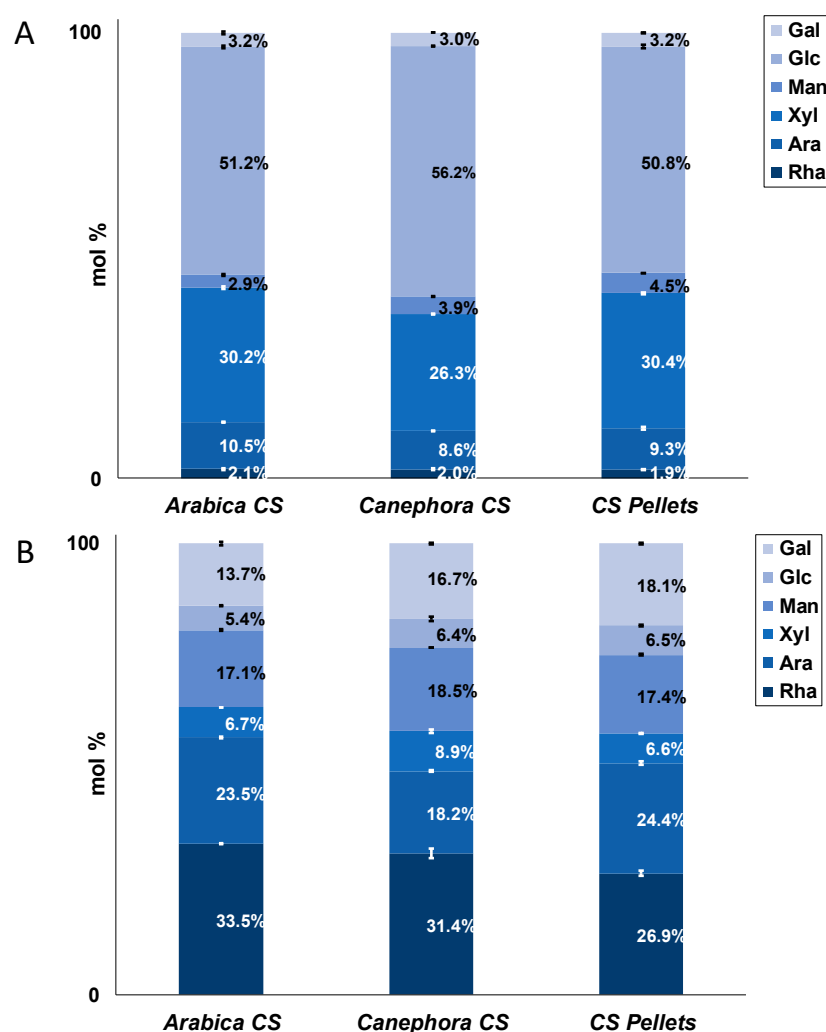 A
100
mol %
0
3.2%
51.2%
2.9%
30.2%
10.5%
2.1%
3.0%
56.2%
3.9%
26.3%
8.6%
2.0%
3.2%
50.8%
4.5%
30.4%
9.3%
1.9%
Arabica CS
Canephora CS
CS Pellets
Gal
Glc
Man
Xyl
Ara
Rha
B
100
mol %
0
13.7%
5.4%
17.1%
6.7%
23.5%
33.5%
16.7%
6.4%
18.5%
8.9%
18.2%
31.4%
18.1%
6.5%
17.4%
6.6%
24.4%
26.9%
Arabica CS
Canephora CS
CS Pellets
Gal
Glc
Man
Xyl
Ara
Rha